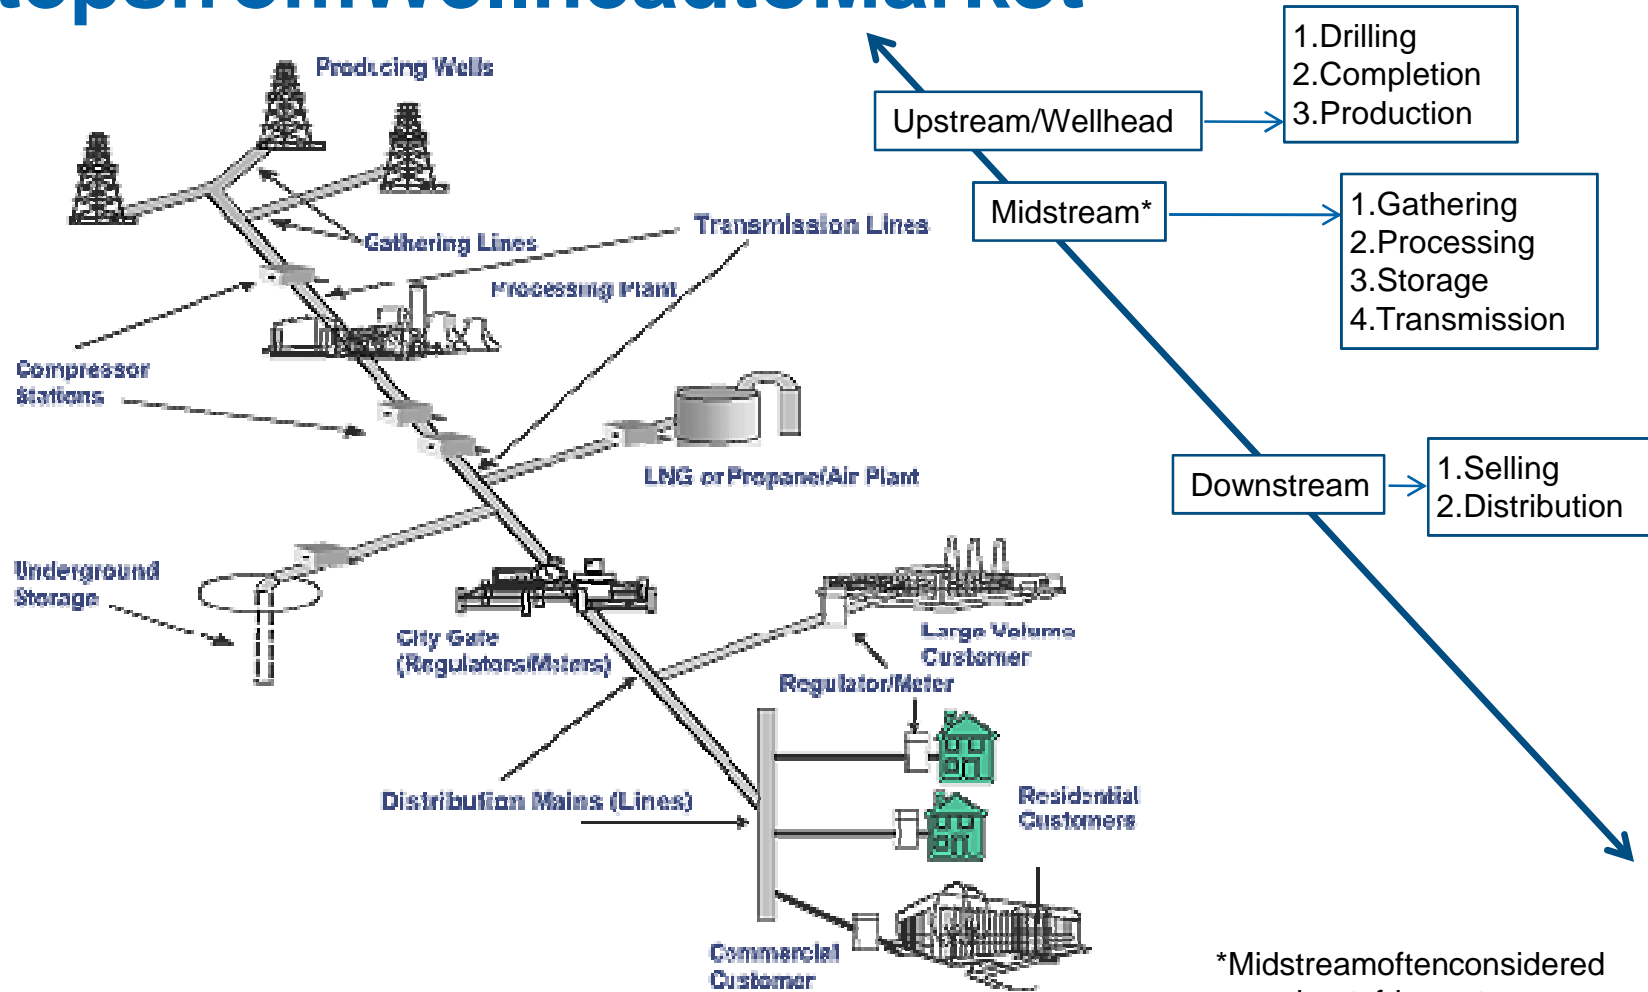 Producing Wells
Gathering Lines
Transmission Lines
Processing Plant
Compressor
Stations
LNG or Propane/Air Plant
Underground
Storage
City Gate
(Regulators/Meters)
Large Volume
Customer
Regulator/Meter
Distribution Mains (Lines)
Residential
Customers
Commercial
Customer
Upstream/Wellhead
1.Drilling
2.Completion
3.Production
Midstream*
1.Gathering
2.Processing
3.Storage
4.Transmission
Downstream
1.Selling
2.Distribution
*Midstreamoftenconsidered